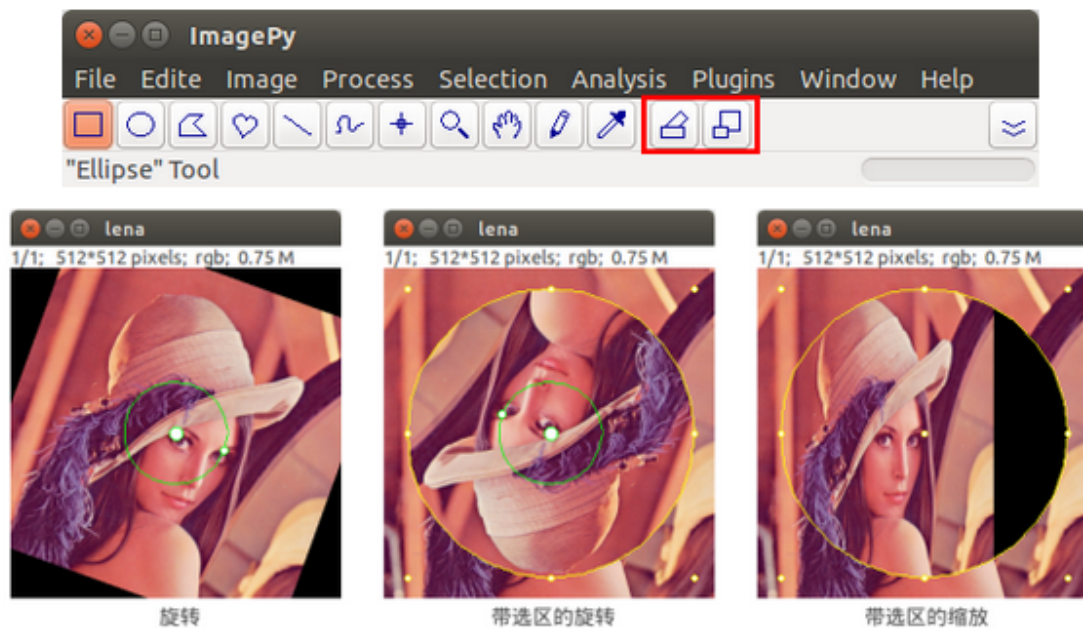 ImagePy
File Edite Image Process Selection Analysis Plugins Window Help
"Ellipse" Tool
lena
1/1; 512*512 pixels; rgb; 0.75 M
旋转
lena
1/1; 512*512 pixels; rgb; 0.75 M
带选区的旋转
lena
1/1; 512*512 pixels; rgb; 0.75 M
带选区的缩放